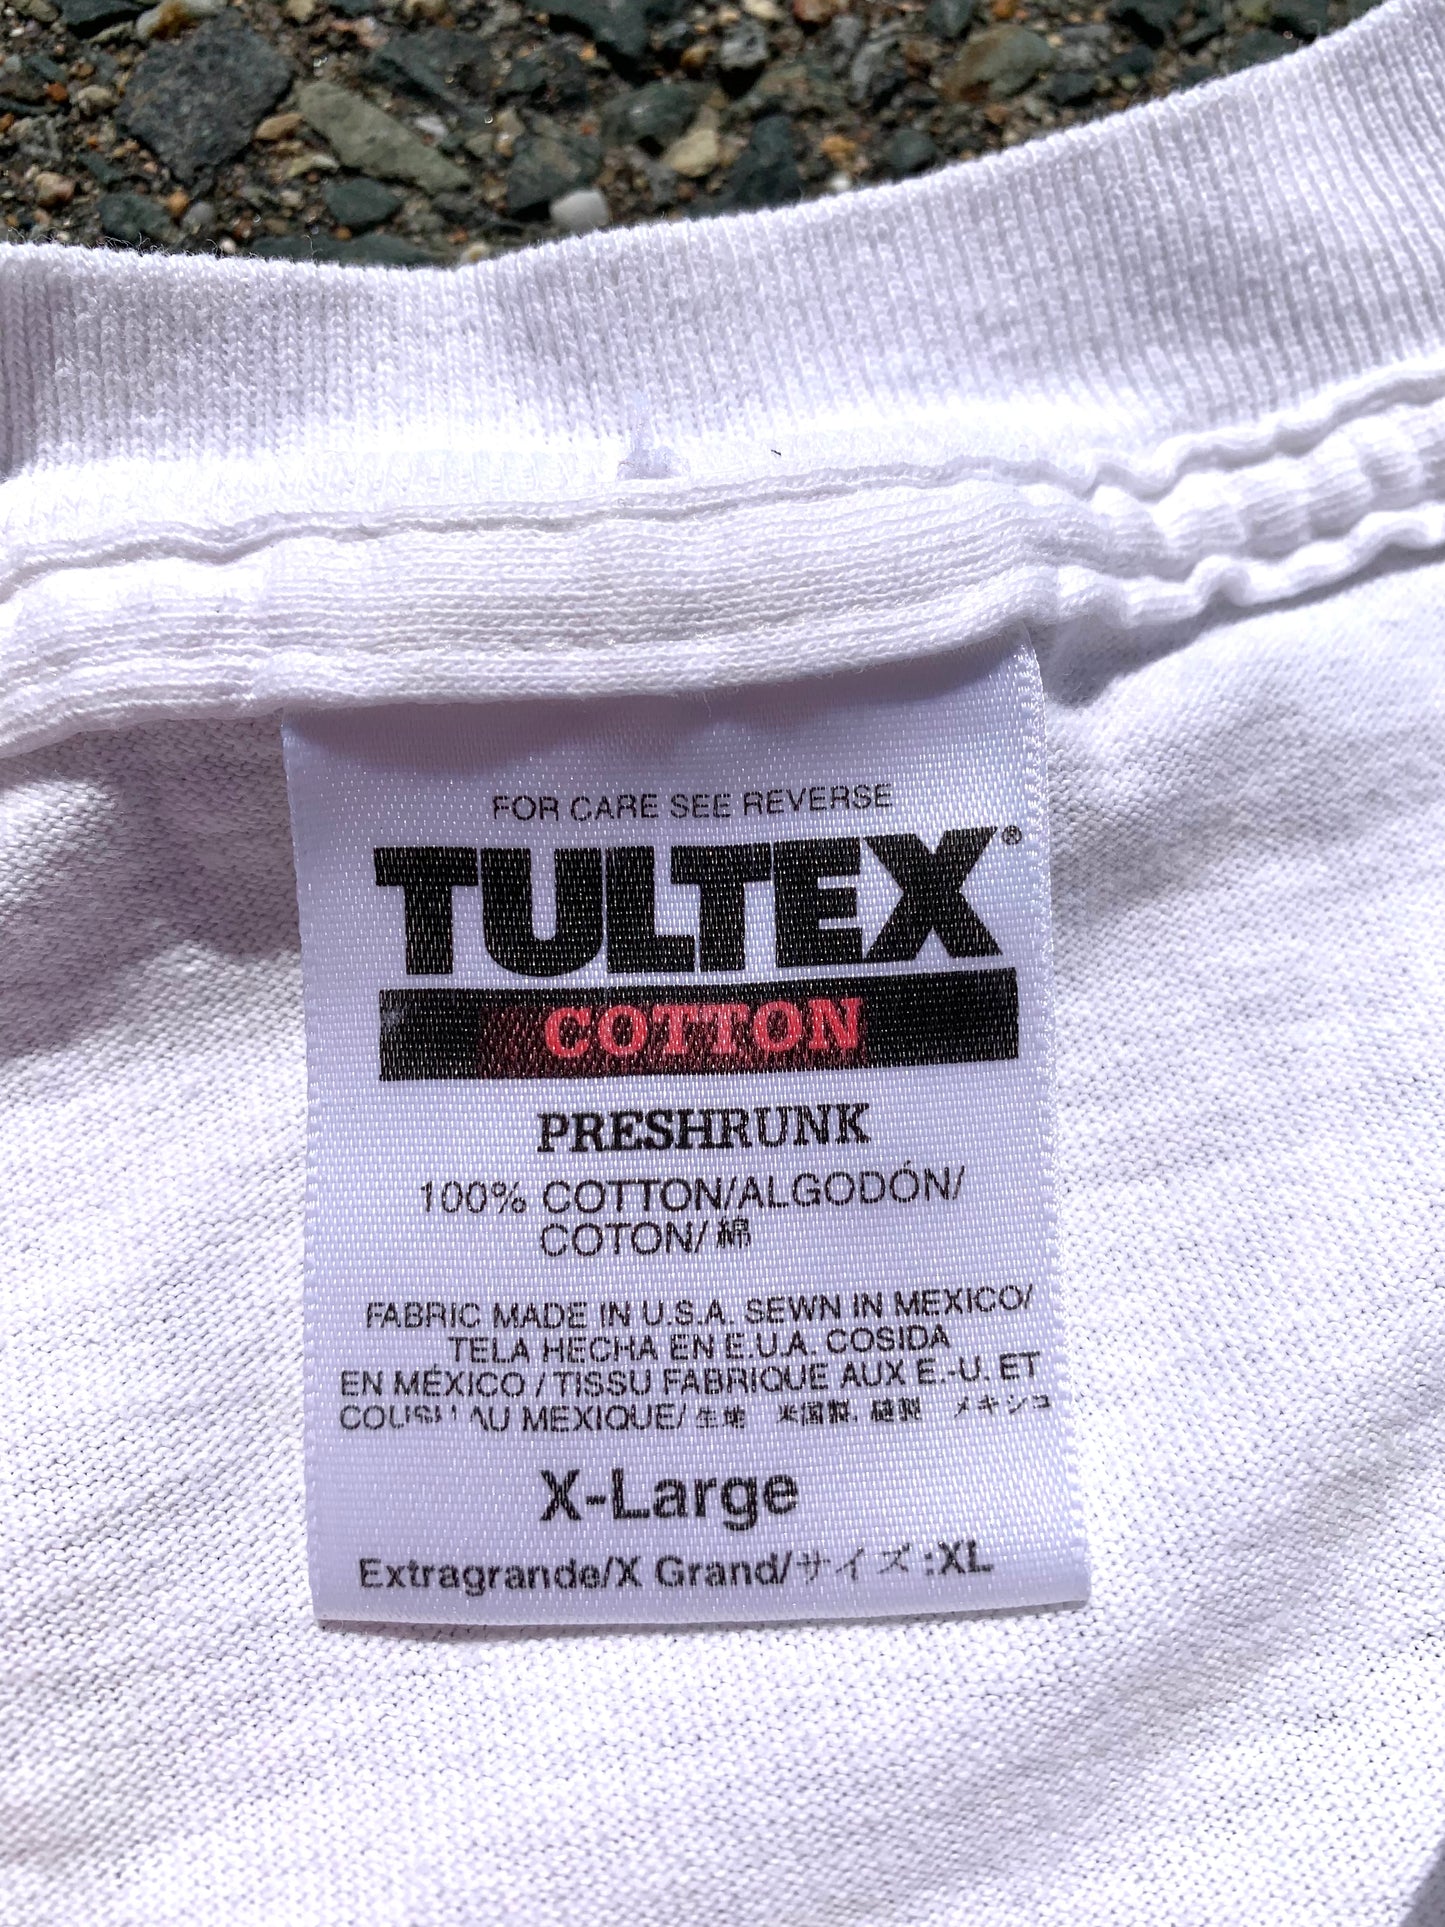 FOR CARE SEE REVERSE
TULTEX®
COTTON
PRESHRUNK
100% COTTON/ALGODÓN/
COTON/綿
FABRIC MADE IN U.S.A. SEWN IN MEXICO/
TELA HECHA EN E.U.A. COSIDA
EN MÉXICO / TISSU FABRIQUE AUX E.-U. ET
AU MEXIQUE/ 生地 米国製, 縫製 メキシコ
X-Large
Extragrande/X Grand/サイズ:XL